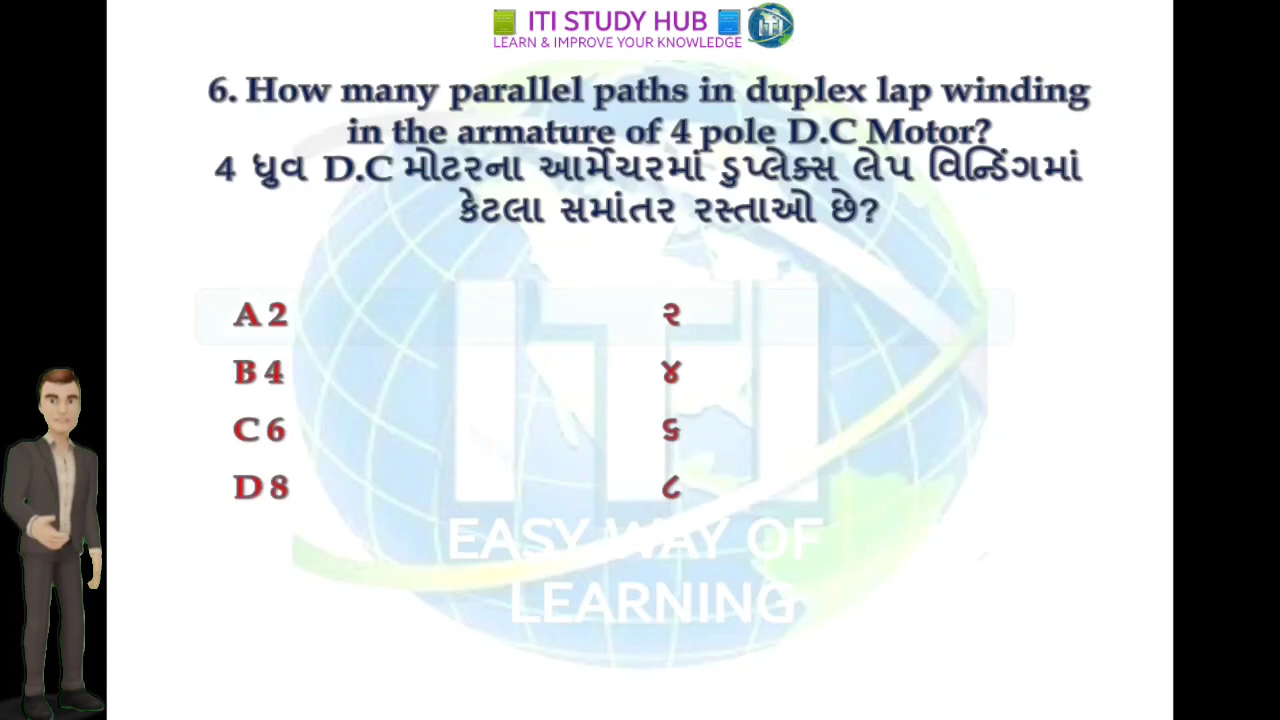 ITI STUDY HUB
LEARN & IMPROVE YOUR KNOWLEDGE
ITI
6. How many parallel paths in duplex lap winding
in the armature of 4 pole D.C Motor?
4 ધ્રુવ D.C મોટરના આર્મેચરમાં ડુપ્લેક્સ લેપ વિન્ડિંગમાં
કેટલા સમાંતર રસ્તાઓ છે?
A 2 ૨
B 4 ૪
C 6 ૬
D 8 ૮
ITI
EASY WAY OF
LEARNING